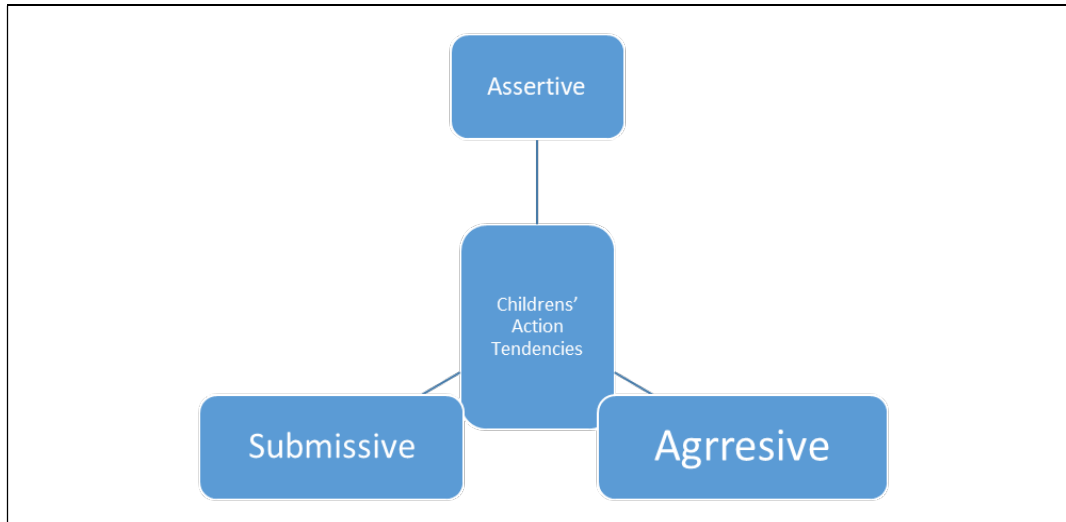 Assertive
Childrens’
Action
Tendencies
Submissive
Agrresive